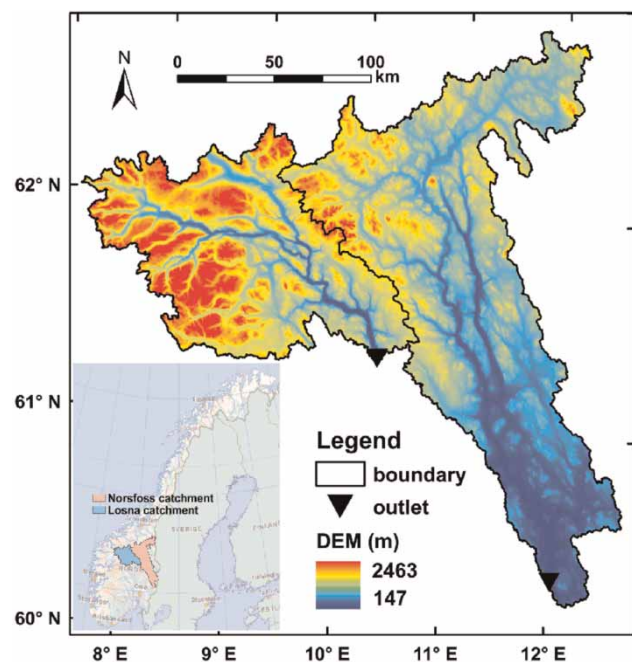 N
0 50 100
km
62° N
61° N
60° N
Norsfoss catchment
Losna catchment
SVERIGE
Legend
boundary
outlet
DEM (m)
2463
147
8° E 9° E 10° E 11° E 12° E